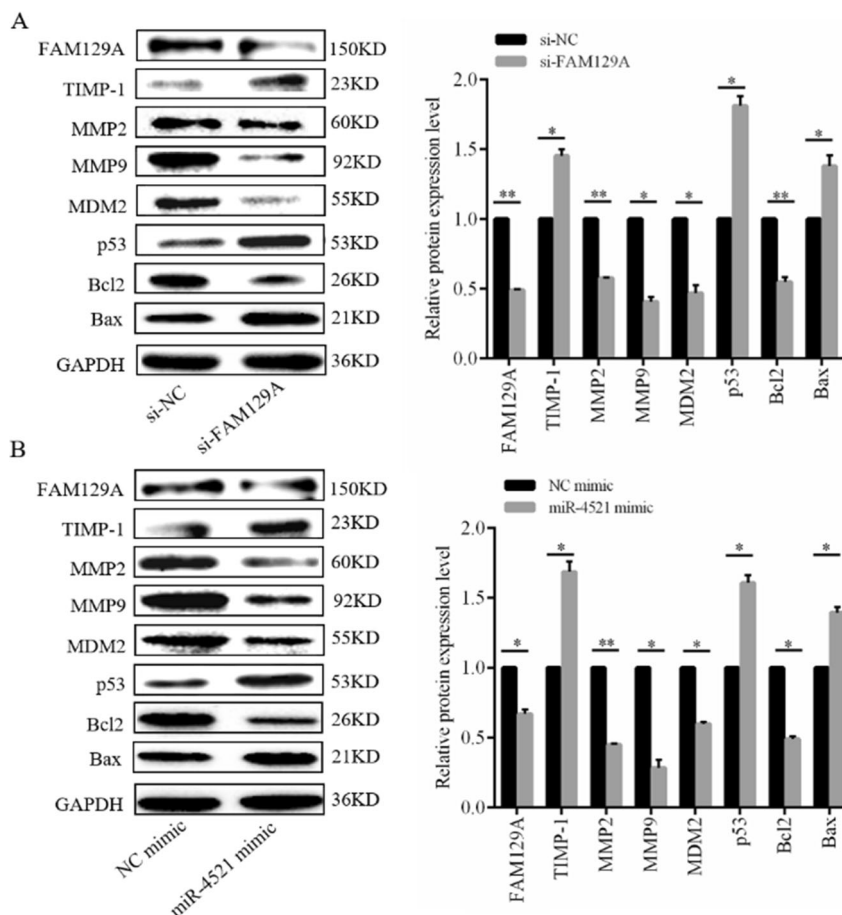 A
FAM129A 150KD
TIMP-1 23KD
MMP2 60KD
MMP9 92KD
MDM2 55KD
p53 53KD
Bcl2 26KD
Bax 21KD
GAPDH 36KD
si-NC si-FAM129A
si-NC
si-FAM129A
Relative protein expression level
2.0
1.5
1.0
0.5
0.0
** * ** * * * ** *
FAM129A TIMP-1 MMP2 MMP9 MDM2 p53 Bcl2 Bax
B
FAM129A 150KD
TIMP-1 23KD
MMP2 60KD
MMP9 92KD
MDM2 55KD
p53 53KD
Bcl2 26KD
Bax 21KD
GAPDH 36KD
NC mimic miR-4521 mimic
NC mimic
miR-4521 mimic
Relative protein expression level
2.0
1.5
1.0
0.5
0.0
* * ** * * * * *
FAM129A TIMP-1 MMP2 MMP9 MDM2 p53 Bcl2 Bax